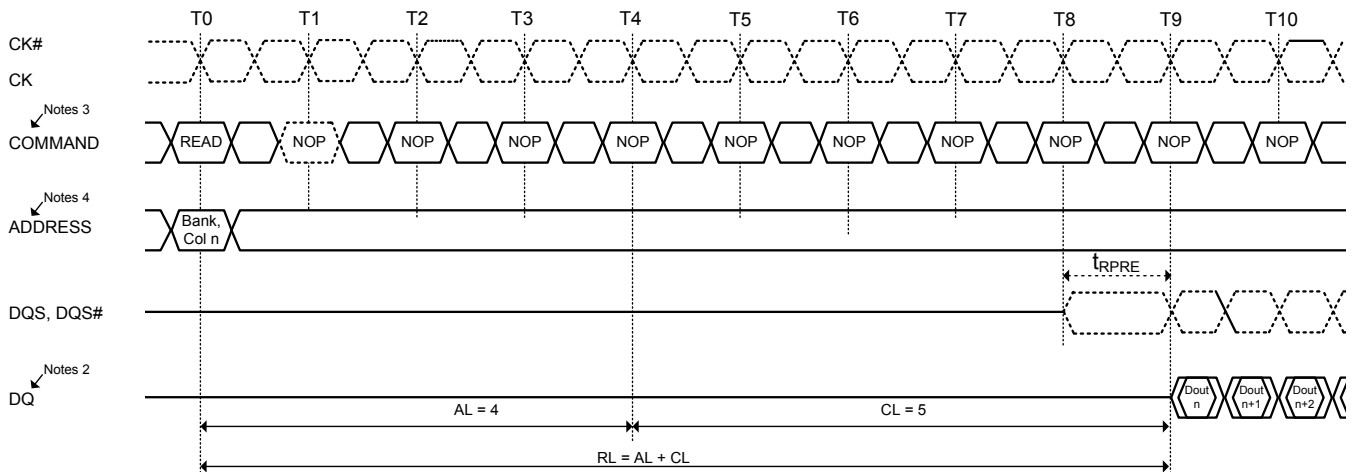 T0 T1 T2 T3 T4 T5 T6 T7 T8 T9 T10
CK#
CK
Notes 3
COMMAND READ NOP NOP NOP NOP NOP NOP NOP NOP NOP NOP
Notes 4
ADDRESS
Bank,
Col n
tRPRE
DQS, DQS#
Notes 2
DQ
Dout
n
Dout
n+1
Dout
n+2
AL = 4 CL = 5
RL = AL + CL